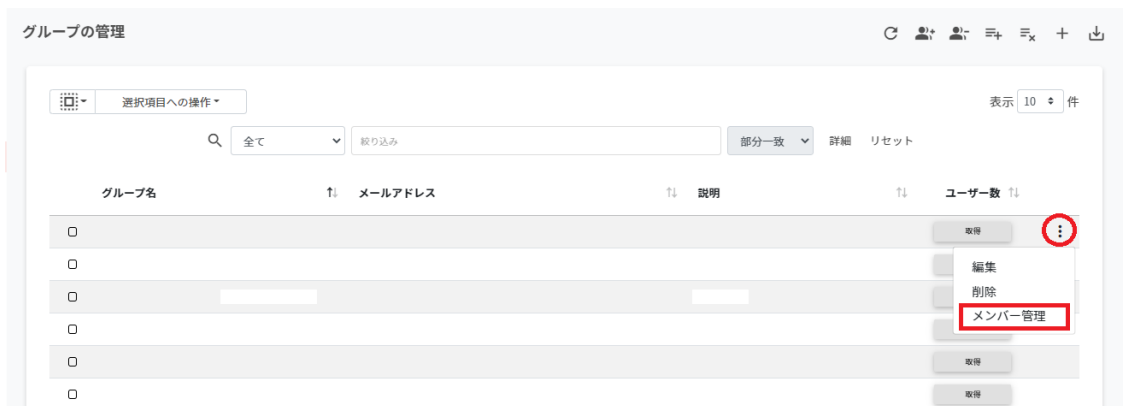 グループの管理
選択項目への操作
表示 10 件
全て 絞り込み 部分一致 詳細 リセット
グループ名 メールアドレス 説明 ユーザー数
取得
編集
削除
メンバー管理
取得
取得